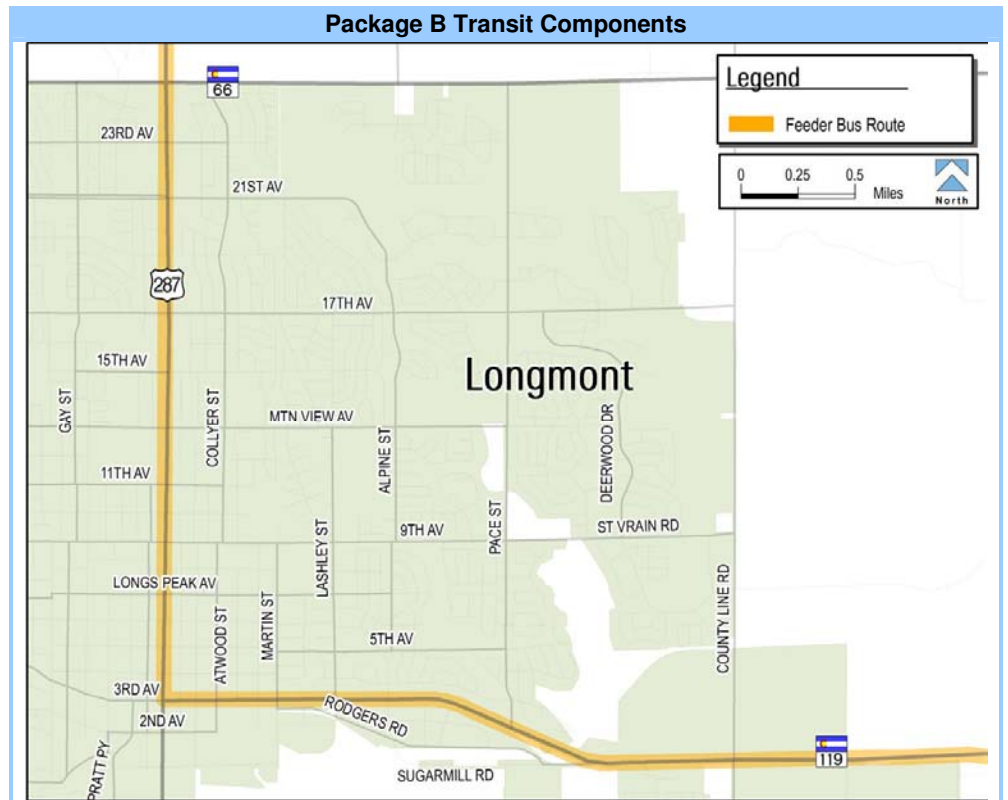 Package B Transit Components
Legend
Feeder Bus Route
0 0.25 0.5
Miles
North
66
23RD AV
21ST AV
287
17TH AV
15TH AV
Longmont
GAY ST
COLLYER ST
MTN VIEW AV
ALPINE ST
DEERWOOD DR
11TH AV
LASHLEY ST
9TH AV
PACE ST
ST VRAIN RD
LONGS PEAK AV
ATWOOD ST
MARTIN ST
5TH AV
COUNTY LINE RD
3RD AV
2ND AV
RODGERS RD
PRATT PY
SUGARMILL RD
119